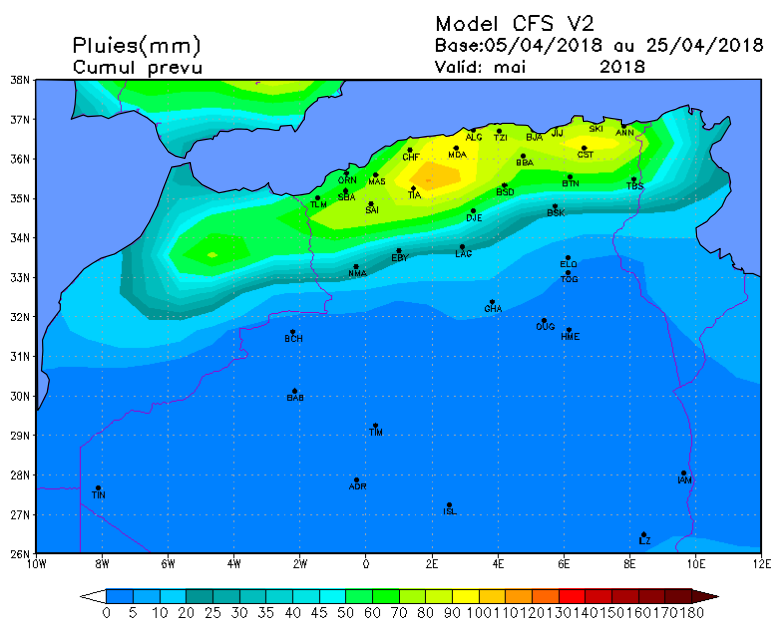 Pluies(mm)
Cumul prevu
Model CFS V2
Base:05/04/2018 au 25/04/2018
Valid: mai 2018
38N
37N
36N
35N
34N
33N
32N
31N
30N
29N
28N
27N
26N
ALG TZI BJA JIJ SKI ANN
CHF MDA BBA CST
ORN MAS
TLM SBA TIA BSD BTN TBS
SAI DJE BSK
NMA EBY LAG ELO
TOG
GHA
BCH OUG HME
BAB
TIM
TIN ADR ISL IAM
ILZ
10W 8W 6W 4W 2W 0 2E 4E 6E 8E 10E 12E
0 5 10 20 25 30 35 40 45 50 60 70 80 90 100 110 120 130 140 150 160 170 180